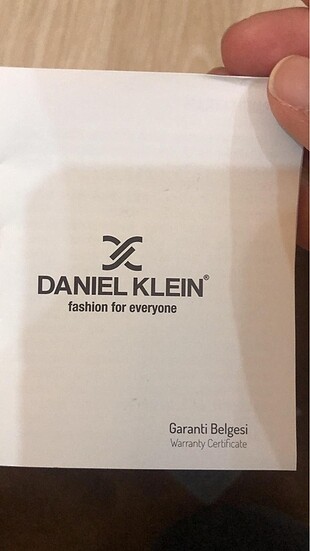 DANIEL KLEIN®
fashion for everyone
Garanti Belgesi
Warranty Certificate